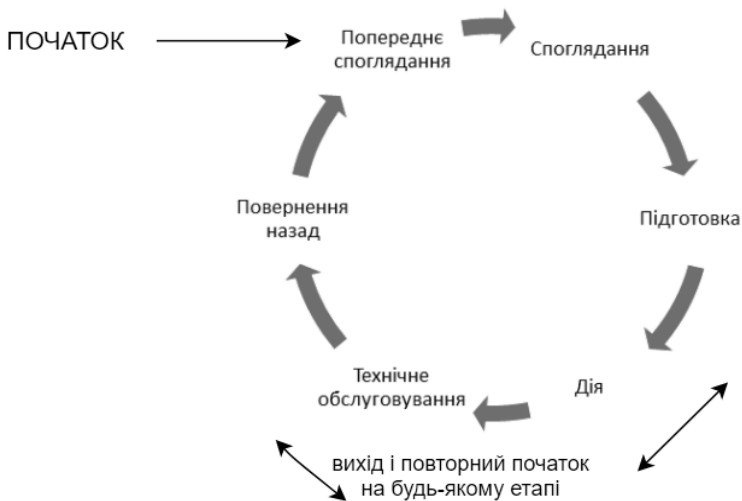 ПОЧАТОК
Попереднє
споглядання
Споглядання
Підготовка
Дія
Технічне
обслуговування
Повернення
назад
вихід і повторний початок
на будь-якому етапі